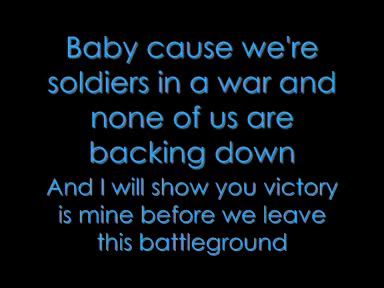 Baby cause we're
soldiers in a war and
none of us are
backing down
And I will show you victory
is mine before we leave
this battleground